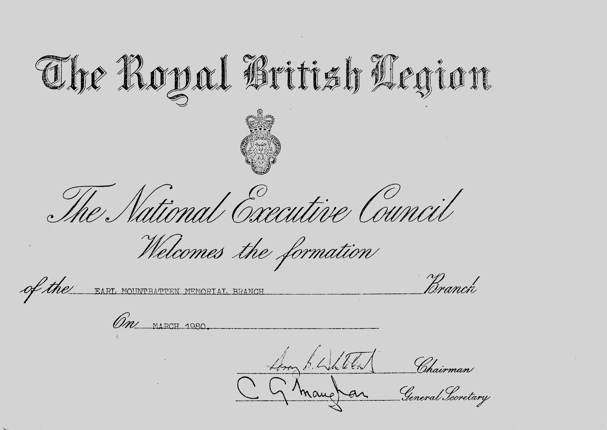 The Royal British Legion
The National Executive Council
Welcomes the formation
of the EARL MOUNTBATTEN MEMORIAL BRANCH Branch
On MARCH 1980.
Chairman
C G Maughan General Secretary